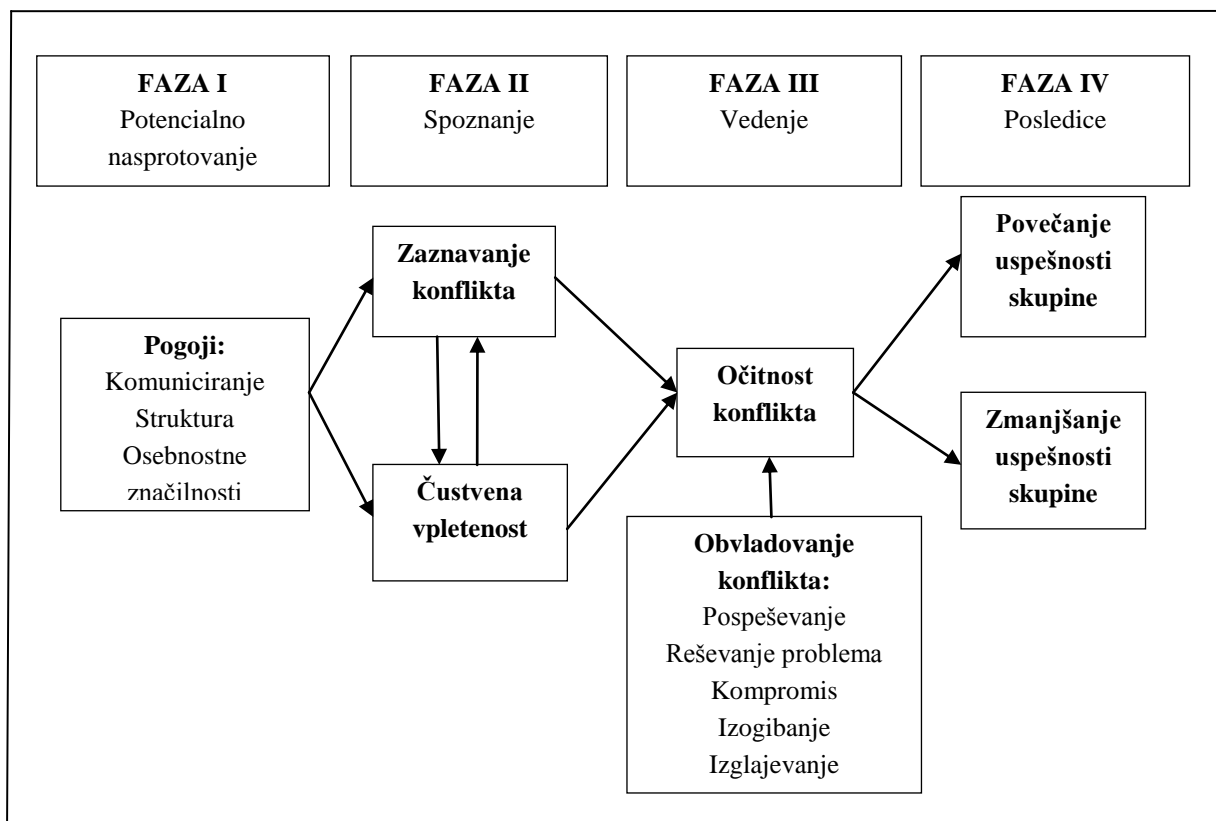 FAZA I
Potencialno
nasprotovanje
FAZA II
Spoznanje
FAZA III
Vedenje
FAZA IV
Posledice
Pogoji:
Komuniciranje
Struktura
Osebnostne
značilnosti
Zaznavanje
konflikta
Čustvena
vpletenost
Očitnost
konflikta
Obvladovanje
konflikta:
Pospeševanje
Reševanje problema
Kompromis
Izogibanje
Izglajevanje
Povečanje
uspešnosti
skupine
Zmanjšanje
uspešnosti
skupine